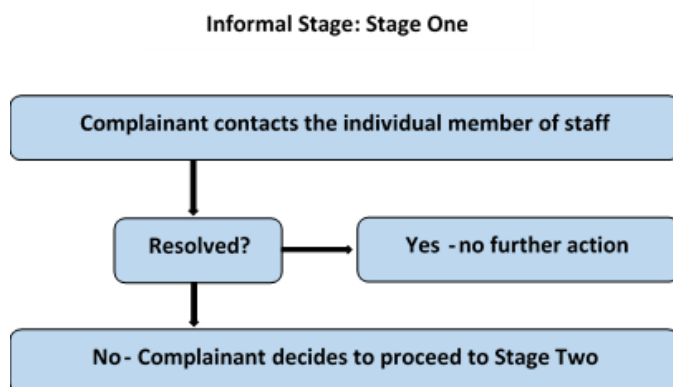 Informal Stage: Stage One
Complainant contacts the individual member of staff
Resolved?
Yes - no further action
No - Complainant decides to proceed to Stage Two